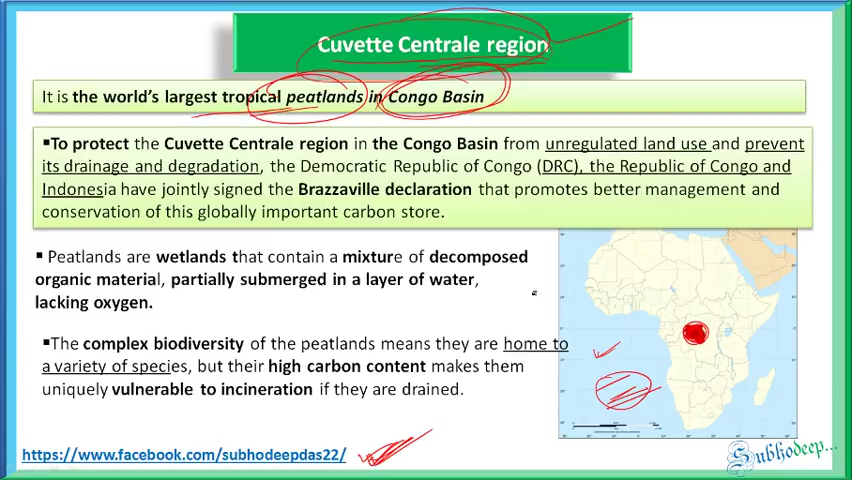 Cuvette Centrale region
It is the world's largest tropical peatlands in Congo Basin
▪To protect the Cuvette Centrale region in the Congo Basin from unregulated land use and prevent
its drainage and degradation, the Democratic Republic of Congo (DRC), the Republic of Congo and
Indonesia have jointly signed the Brazzaville declaration that promotes better management and
conservation of this globally important carbon store.
▪ Peatlands are wetlands that contain a mixture of decomposed
organic material, partially submerged in a layer of water,
lacking oxygen.
▪The complex biodiversity of the peatlands means they are home to
a variety of species, but their high carbon content makes them
uniquely vulnerable to incineration if they are drained.
https://www.facebook.com/subhodeepdas22/
Subhodeep...